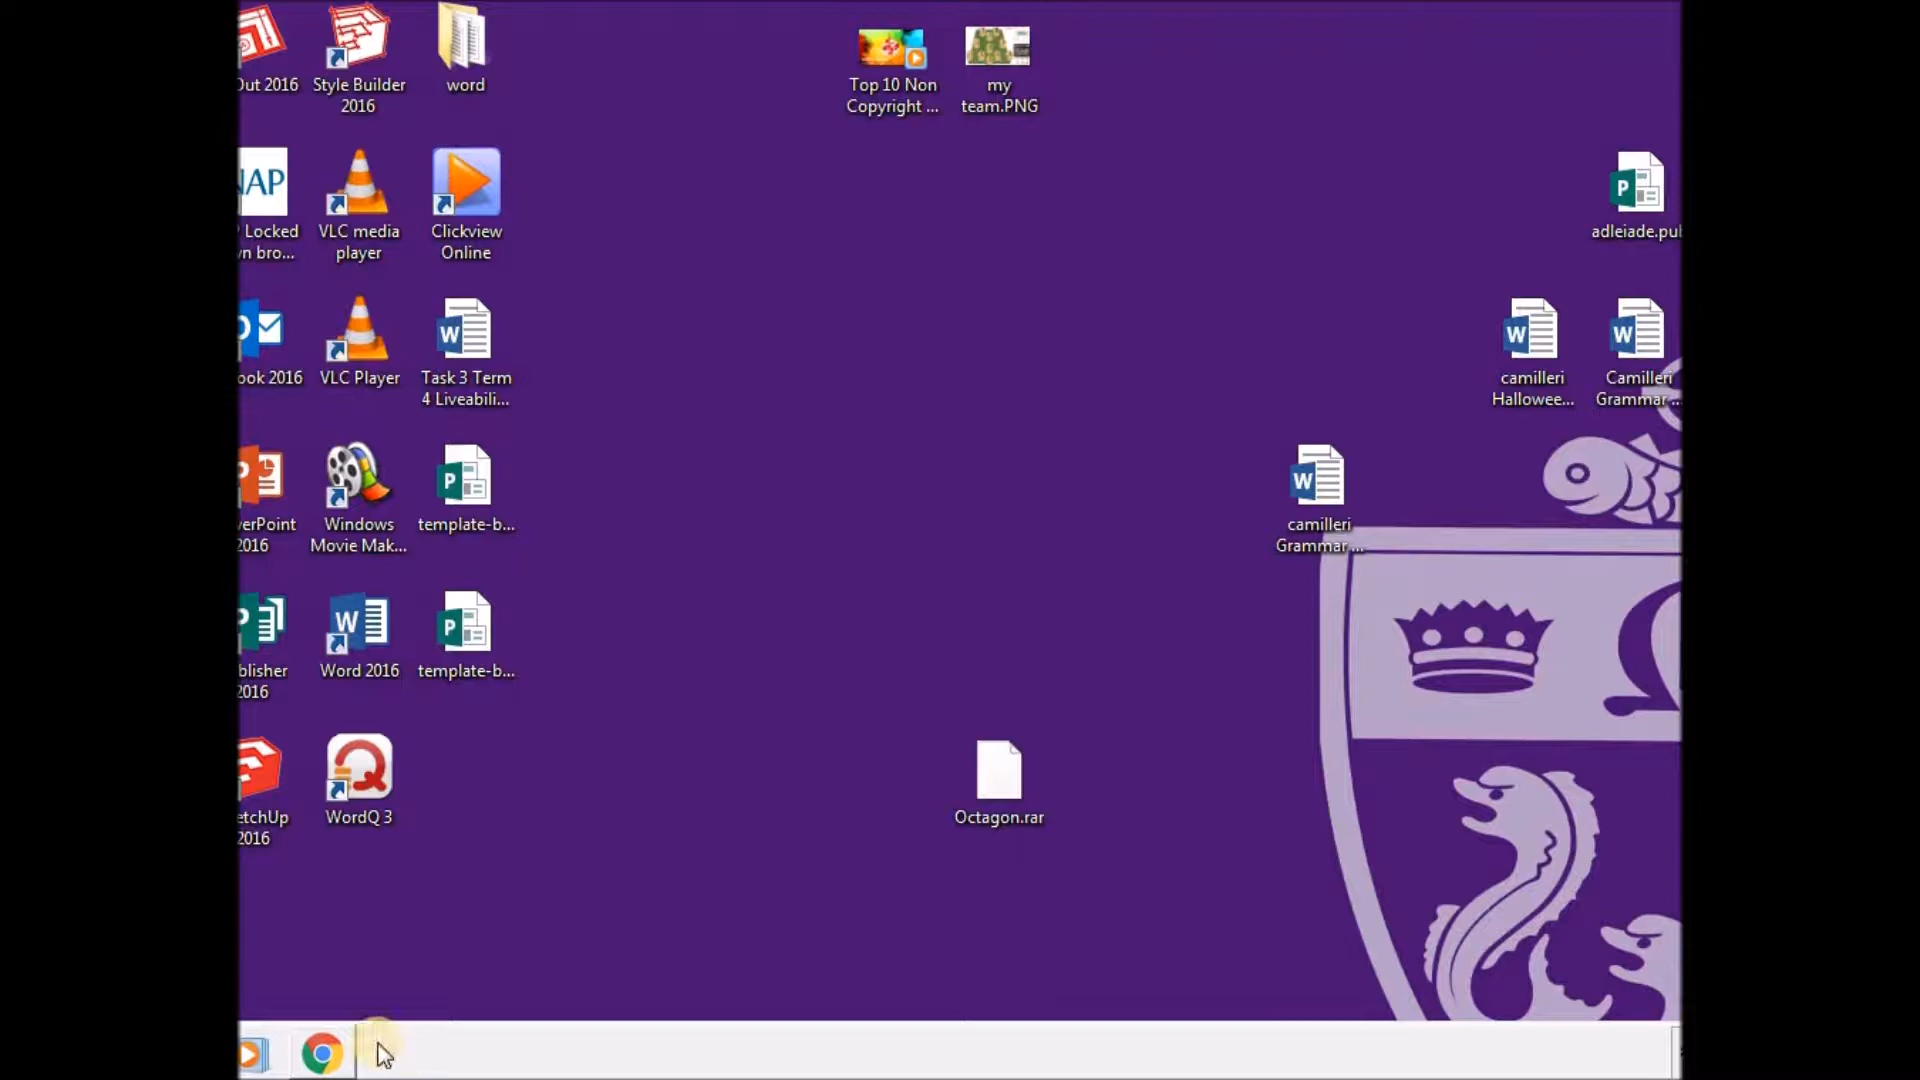 Out 2016
Style Builder
2016
word
Top 10 Non
Copyright ...
my
team.PNG
NAP
Locked
wn bro...
VLC media
player
Clickview
Online
P
adleiade.pub
ook 2016
VLC Player
W
Task 3 Term
4 Liveabili...
W
camilleri
Hallowee...
W
Camilleri
Grammar ...
P
verPoint
2016
Windows
Movie Mak...
P
template-b...
W
camilleri
Grammar ...
P
blisher
2016
W
Word 2016
P
template-b...
etchUp
2016
WordQ 3
Octagon.rar